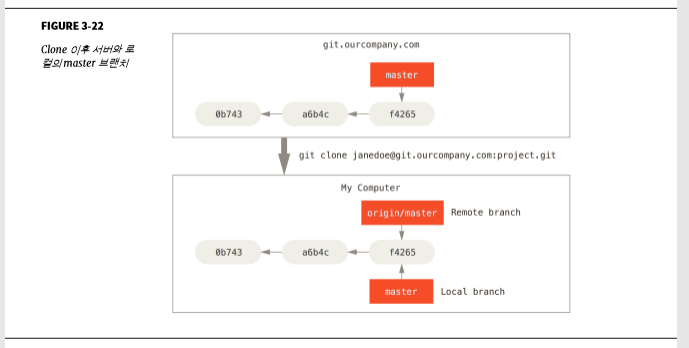 FIGURE 3-22
Clone 이후 서버와 로
컬의 master 브랜치
git.ourcompany.com
master
0b743
a6b4c
f4265
git clone janedoe@git.ourcompany.com:project.git
My Computer
origin/master Remote branch
0b743
a6b4c
f4265
master Local branch